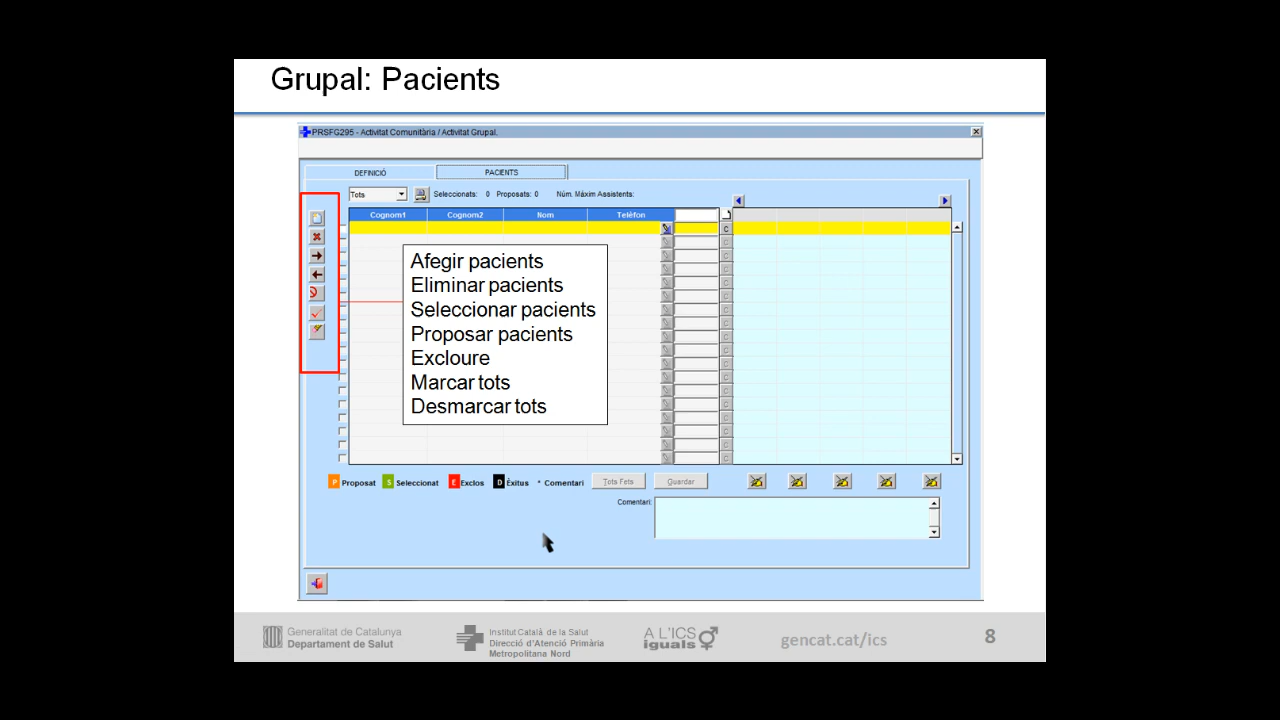 Grupal: Pacients
PRSFG295 - Activitat Comunitària / Activitat Grupal.
DEFINICIÓ
PACIENTS
Tots
Seleccionats: 0 Proposats: 0 Núm. Máxim Assistents:
Cognom1 Cognom2 Nom Telèfon
C
Afegir pacients
Eliminar pacients
Seleccionar pacients
Proposar pacients
Excloure
Marcar tots
Desmarcar tots
P Proposat S Seleccionat E Exclos D Èxitus * Comentari Tots Fets Guardar
Comentari:
Generalitat de Catalunya
Departament de Salut
Institut Català de la Salut
Direcció d'Atenció Primària
Metropolitana Nord
A L'ICS
iguals
gencat.cat/ics
8